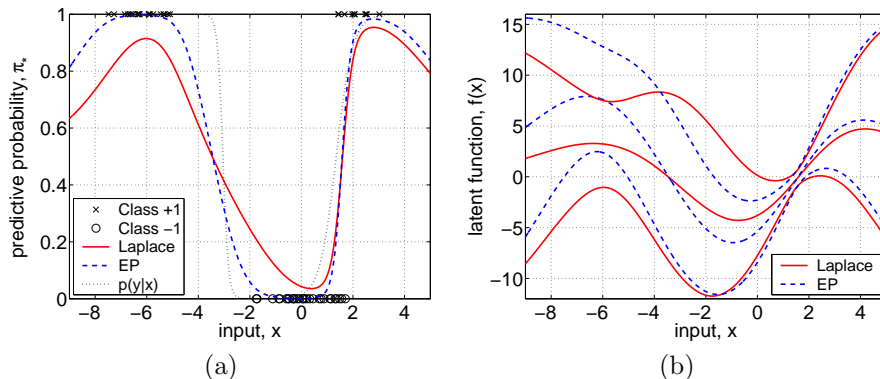 1
0.8
0.6
0.4
0.2
0
predictive probability, π*
Class +1
Class −1
Laplace
EP
p(y|x)
−8 −6 −4 −2 0 2 4
input, x
(a)
15
10
5
0
−5
−10
latent function, f(x)
Laplace
EP
−8 −6 −4 −2 0 2 4
input, x
(b)